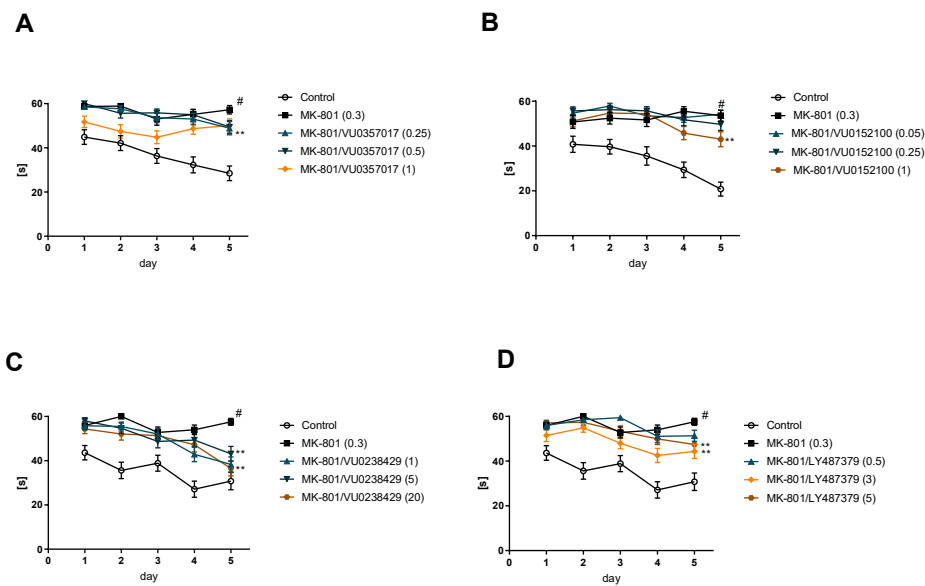 A
[s]
60
40
20
0
0 1 2 3 4 5
day
#
**
Control
MK-801 (0.3)
MK-801/VU0357017 (0.25)
MK-801/VU0357017 (0.5)
MK-801/VU0357017 (1)
B
[s]
60
40
20
0
0 1 2 3 4 5
day
#
**
Control
MK-801 (0.3)
MK-801/VU0152100 (0.05)
MK-801/VU0152100 (0.25)
MK-801/VU0152100 (1)
C
[s]
60
40
20
0
0 1 2 3 4 5
day
#
**
**
Control
MK-801 (0.3)
MK-801/VU0238429 (1)
MK-801/VU0238429 (5)
MK-801/VU0238429 (20)
D
[s]
60
40
20
0
0 1 2 3 4 5
day
#
**
**
Control
MK-801 (0.3)
MK-801/LY487379 (0.5)
MK-801/LY487379 (3)
MK-801/LY487379 (5)